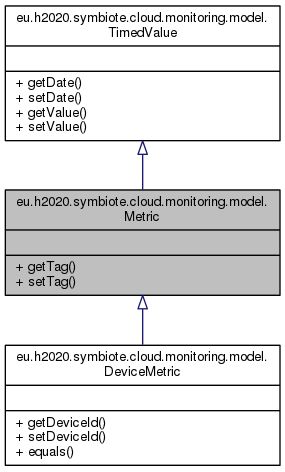 eu.h2020.symbiote.cloud.monitoring.model.
TimedValue
+ getDate()
+ setDate()
+ getValue()
+ setValue()
eu.h2020.symbiote.cloud.monitoring.model.
Metric
+ getTag()
+ setTag()
eu.h2020.symbiote.cloud.monitoring.model.
DeviceMetric
+ getDeviceId()
+ setDeviceId()
+ equals()